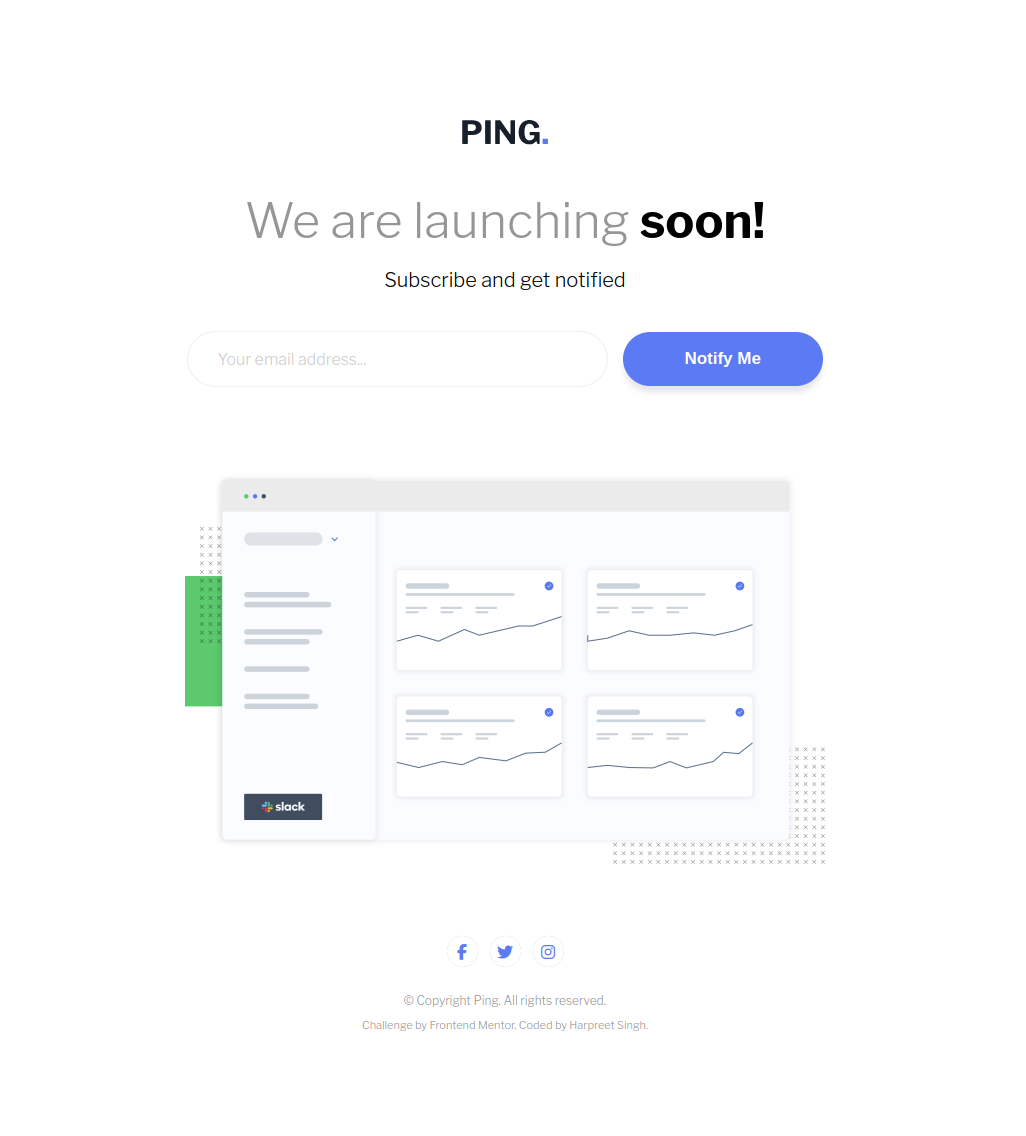 PING.
We are launching soon!
Subscribe and get notified
Your email address...
Notify Me
slack
© Copyright Ping. All rights reserved.
Challenge by Frontend Mentor. Coded by Harpreet Singh.